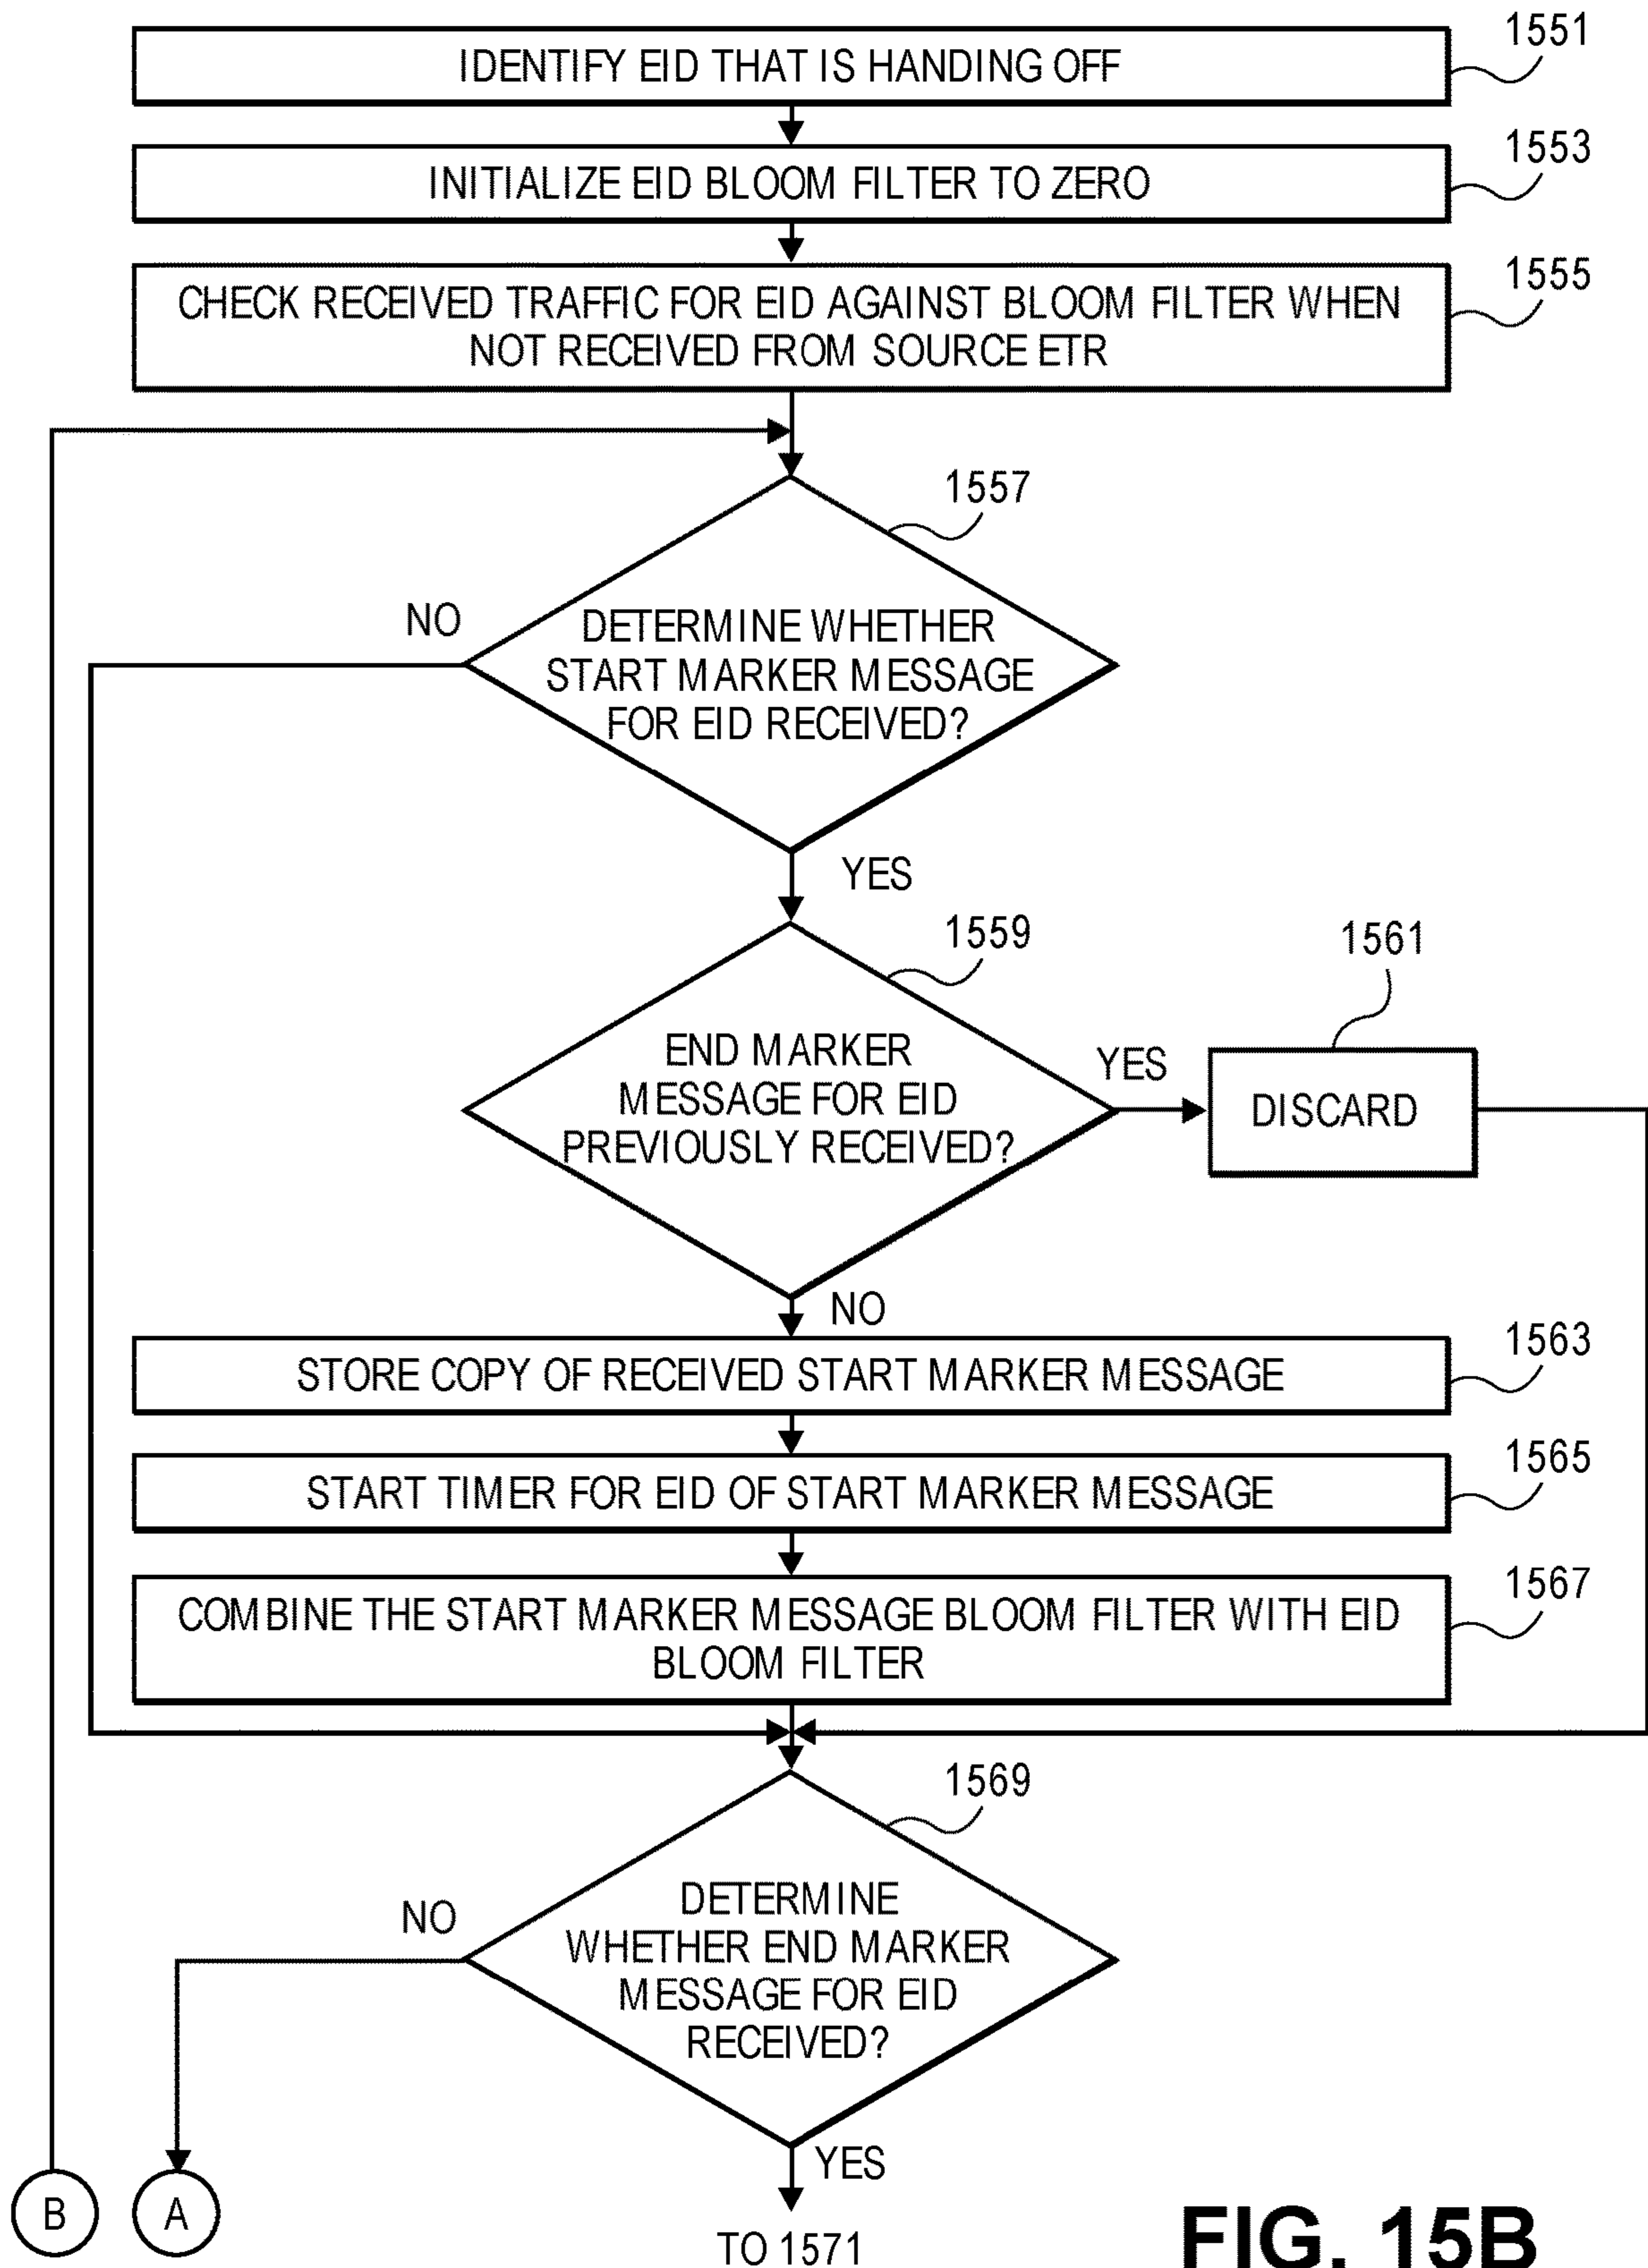 1551
IDENTIFY EID THAT IS HANDING OFF
1553
INITIALIZE EID BLOOM FILTER TO ZERO
1555
CHECK RECEIVED TRAFFIC FOR EID AGAINST BLOOM FILTER WHEN
NOT RECEIVED FROM SOURCE ETR
1557
NO
DETERMINE WHETHER
START MARKER MESSAGE
FOR EID RECEIVED?
YES
1559
1561
END MARKER
MESSAGE FOR EID
PREVIOUSLY RECEIVED?
YES
DISCARD
NO
1563
STORE COPY OF RECEIVED START MARKER MESSAGE
1565
START TIMER FOR EID OF START MARKER MESSAGE
1567
COMBINE THE START MARKER MESSAGE BLOOM FILTER WITH EID
BLOOM FILTER
1569
NO
DETERMINE
WHETHER END MARKER
MESSAGE FOR EID
RECEIVED?
YES
B
A
TO 1571
FIG. 15B